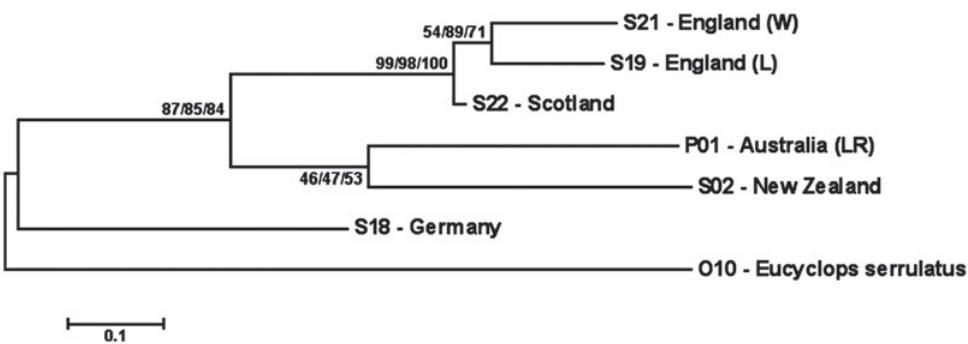 54/89/71
S21 - England (W)
S19 - England (L)
99/98/100
S22 - Scotland
87/85/84
P01 - Australia (LR)
46/47/53
S02 - New Zealand
S18 - Germany
O10 - Eucyclops serrulatus
0.1